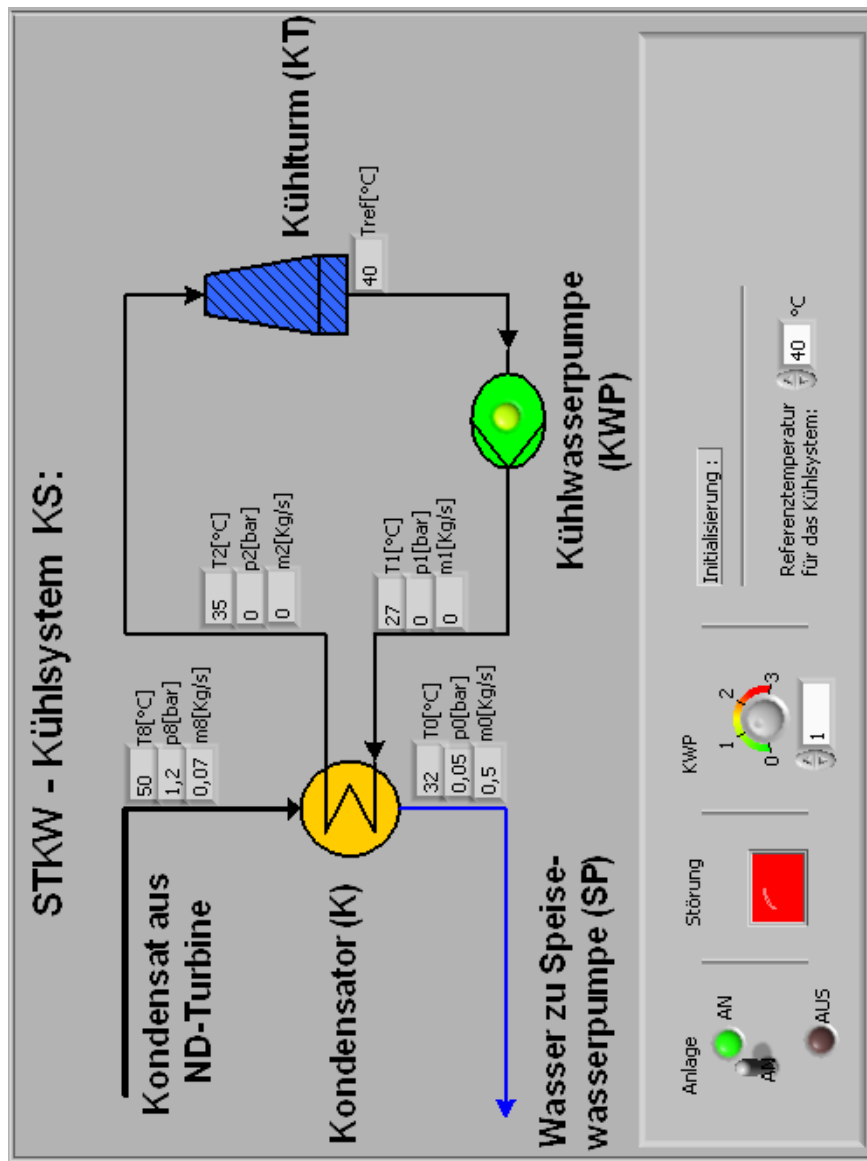 STKW - Kühlsystem KS:
Kondensat aus
ND-Turbine
50 T8[°C]
1,2 p8[bar]
0,07 m8[Kg/s]
35 T2[°C]
0 p2[bar]
0 m2[Kg/s]
Kühlturm (KT)
Kondensator (K)
40 Tref[°C]
27 T1[°C]
0 p1[bar]
0 m1[Kg/s]
32 T0[°C]
0,05 p0[bar]
0,5 m0[Kg/s]
Wasser zu Speise-
wasserpumpe (SP)
Kühlwasserpumpe
(KWP)
Anlage
AN
AN
AUS
Störung
KWP
0 1 2 3
1
Initialisierung :
Referenztemperatur
für das Kühlsystem:
40 °C